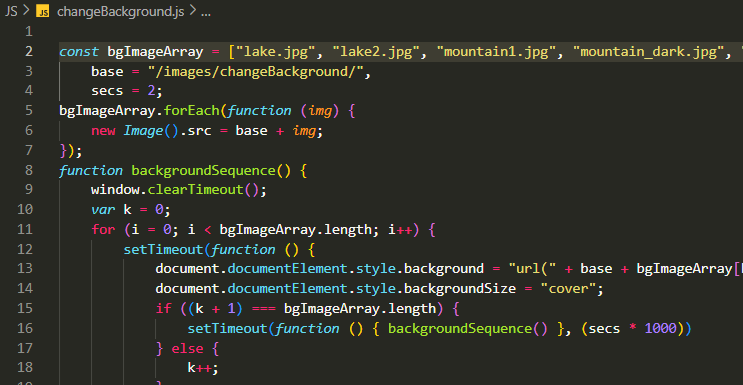 JS > JS changeBackground.js > ...
1
2 const bgImageArray = ["lake.jpg", "lake2.jpg", "mountain1.jpg", "mountain_dark.jpg", "
3 base = "/images/changeBackground/",
4 secs = 2;
5 bgImageArray.forEach(function (img) {
6 new Image().src = base + img;
7 });
8 function backgroundSequence() {
9 window.clearTimeout();
10 var k = 0;
11 for (i = 0; i < bgImageArray.length; i++) {
12 setTimeout(function () {
13 document.documentElement.style.background = "url(" + base + bgImageArray[
14 document.documentElement.style.backgroundSize = "cover";
15 if ((k + 1) === bgImageArray.length) {
16 setTimeout(function () { backgroundSequence() }, (secs * 1000))
17 } else {
18 k++;